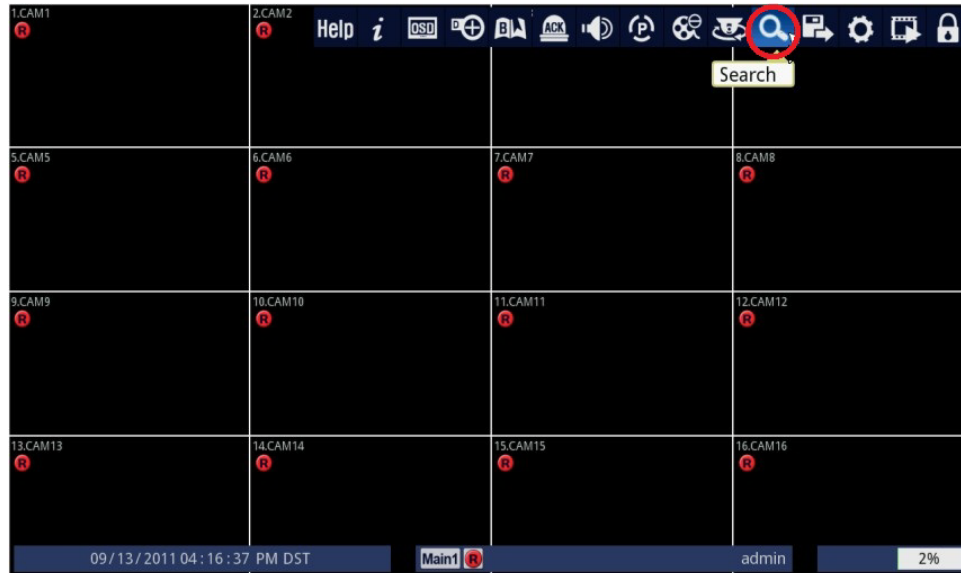 1.CAM1
R
2.CAM2
R
Help i OSD D B ACK P
Search
5.CAM5
R
6.CAM6
R
7.CAM7
R
8.CAM8
R
9.CAM9
R
10.CAM10
R
11.CAM11
R
12.CAM12
R
13.CAM13
R
14.CAM14
R
15.CAM15
R
16.CAM16
R
09/13/2011 04:16:37 PM DST
Main1 R
admin
2%